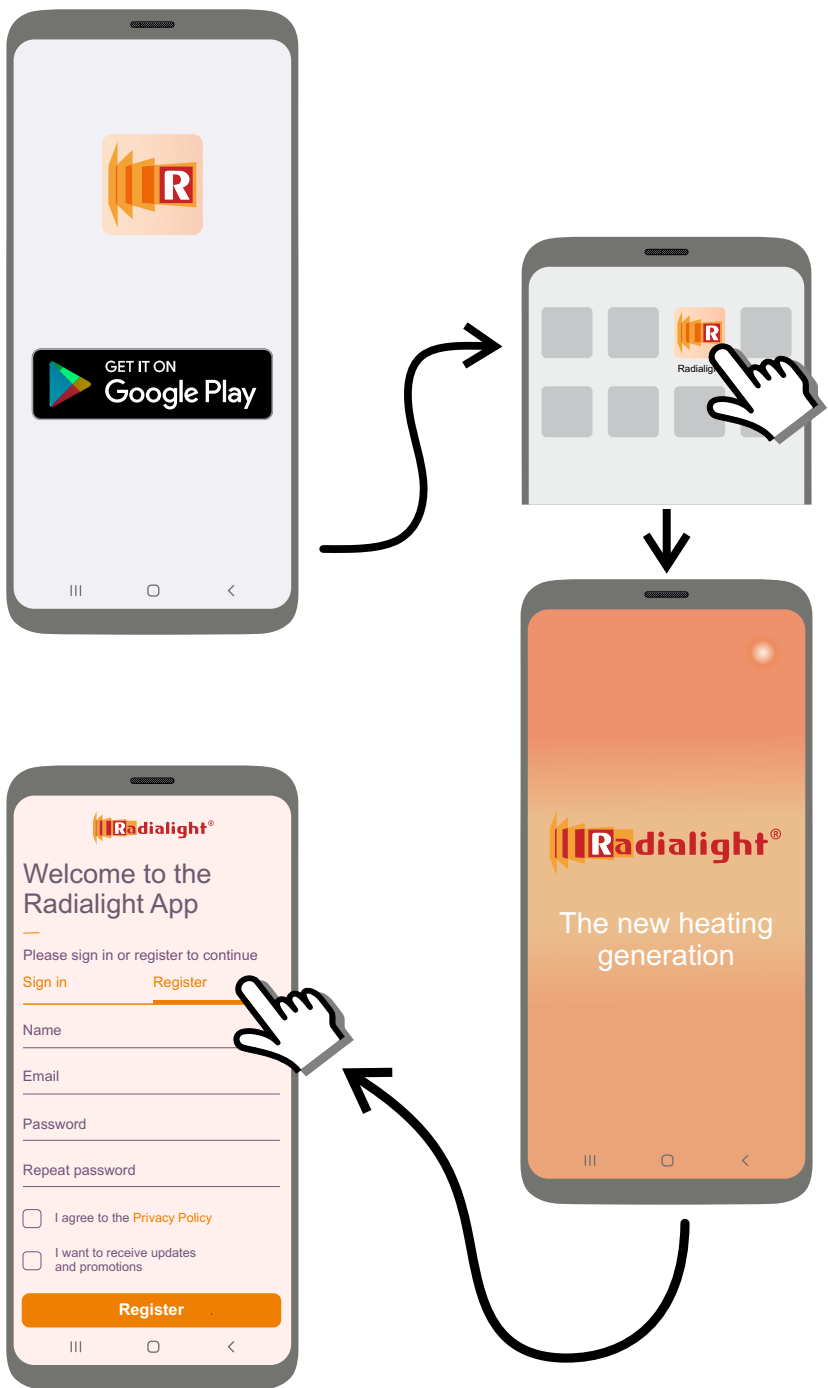 R
GET IT ON
Google Play
R
Radialight
Radialight®
The new heating
generation
Radialight®
Welcome to the
Radialight App
Please sign in or register to continue
Sign in Register
Name
Email
Password
Repeat password
I agree to the Privacy Policy
I want to receive updates
and promotions
Register